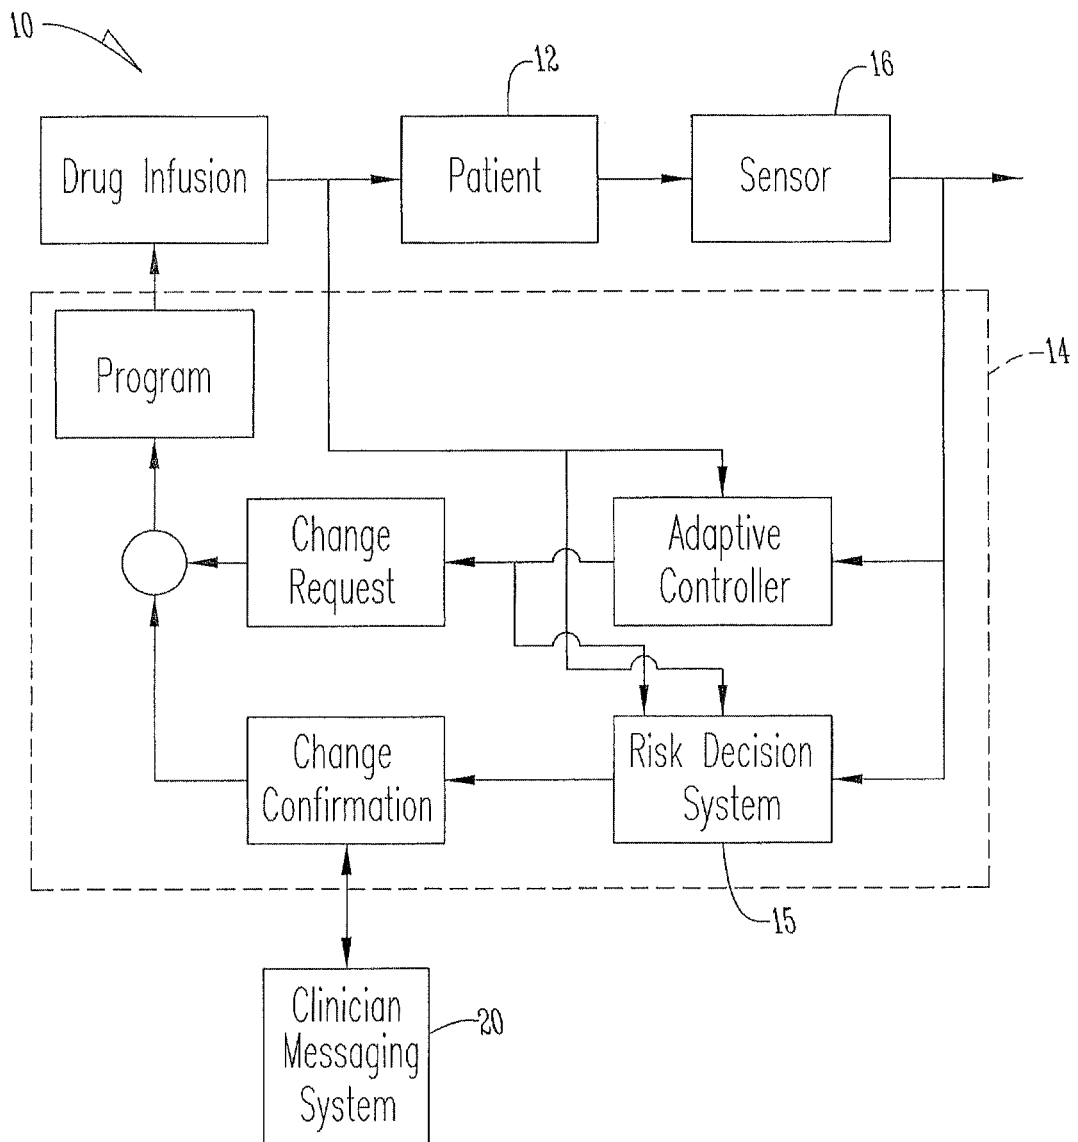 10
12
16
Drug Infusion
Patient
Sensor
14
Program
Change
Request
Adaptive
Controller
Change
Confirmation
Risk Decision
System
15
Clinician
Messaging
System
20